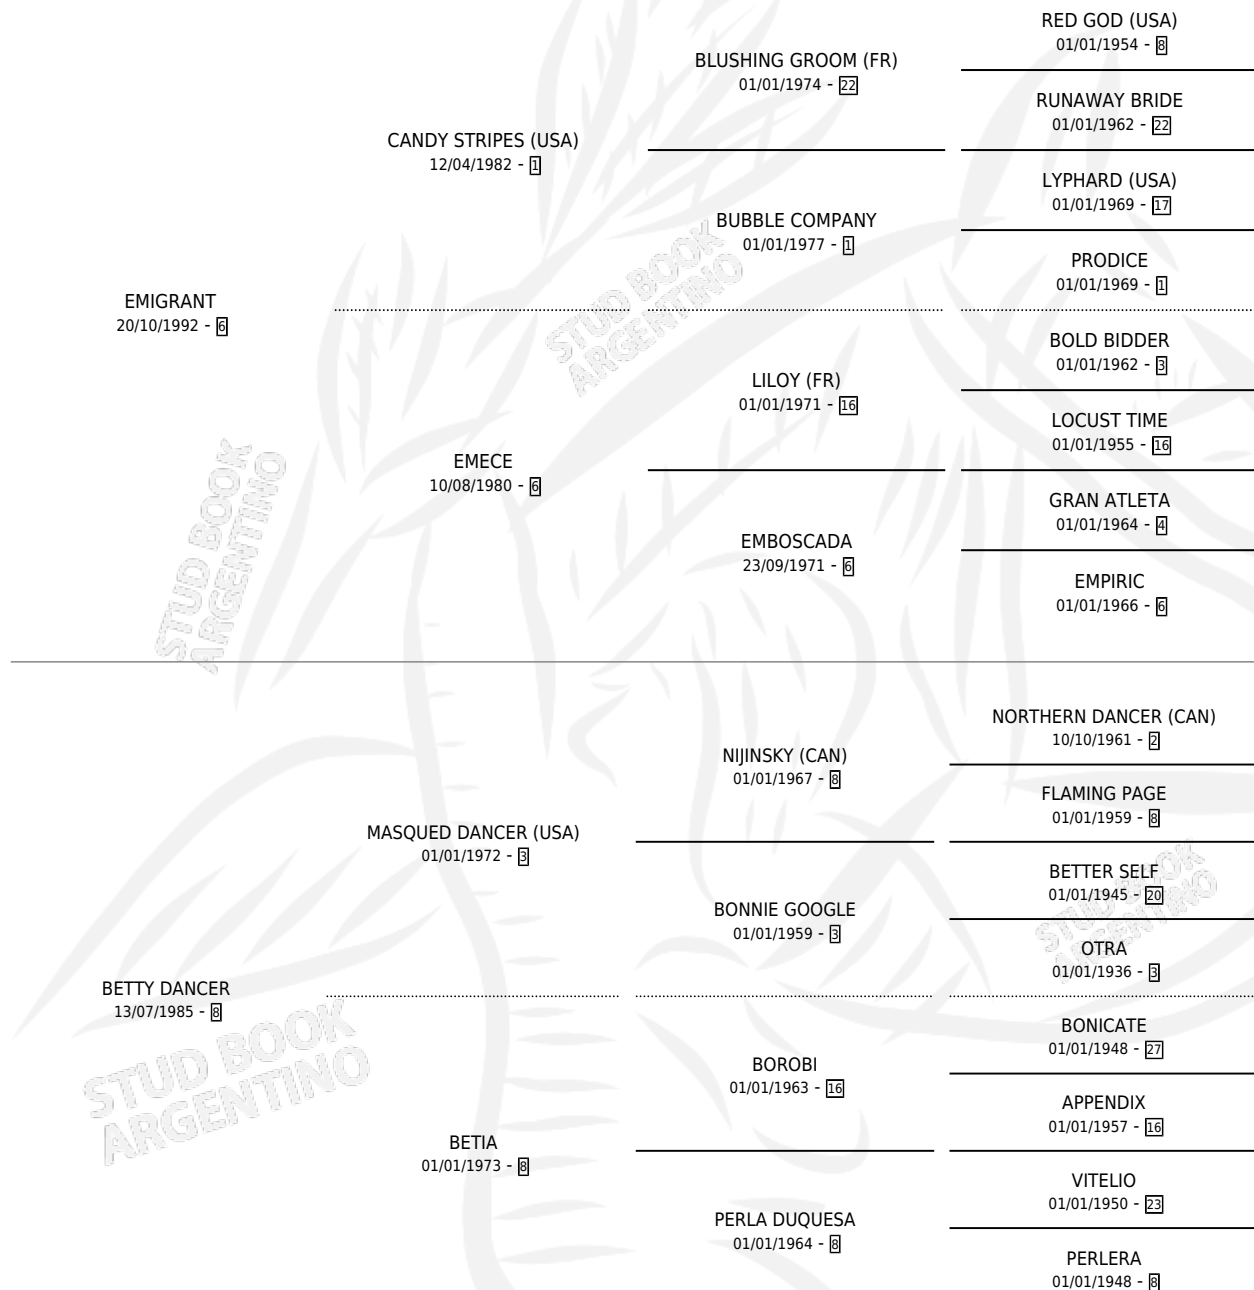 RED GOD (USA)
01/01/1954 - 8
BLUSHING GROOM (FR)
01/01/1974 - 22
RUNAWAY BRIDE
01/01/1962 - 22
CANDY STRIPES (USA)
12/04/1982 - 1
LYPHARD (USA)
01/01/1969 - 17
BUBBLE COMPANY
01/01/1977 - 1
PRODICE
01/01/1969 - 1
EMIGRANT
20/10/1992 - 6
STUD BOOK
ARGENTINO
BOLD BIDDER
01/01/1962 - 3
LILOY (FR)
01/01/1971 - 16
LOCUST TIME
01/01/1955 - 16
EMECE
10/08/1980 - 6
GRAN ATLETA
01/01/1964 - 4
EMBOSCADA
23/09/1971 - 6
EMPIRIC
01/01/1966 - 6
STUD BOOK
ARGENTINO
NORTHERN DANCER (CAN)
10/10/1961 - 2
NIJINSKY (CAN)
01/01/1967 - 8
FLAMING PAGE
01/01/1959 - 8
MASQUED DANCER (USA)
01/01/1972 - 3
BETTER SELF
01/01/1945 - 20
BONNIE GOOGLE
01/01/1959 - 3
STUD BOOK
ARGENTINO
OTRA
01/01/1936 - 3
BETTY DANCER
13/07/1985 - 8
BONICATE
01/01/1948 - 27
BOROBI
01/01/1963 - 16
STUD BOOK
ARGENTINO
APPENDIX
01/01/1957 - 16
BETIA
01/01/1973 - 8
VITELIO
01/01/1950 - 23
PERLA DUQUESA
01/01/1964 - 8
PERLERA
01/01/1948 - 8